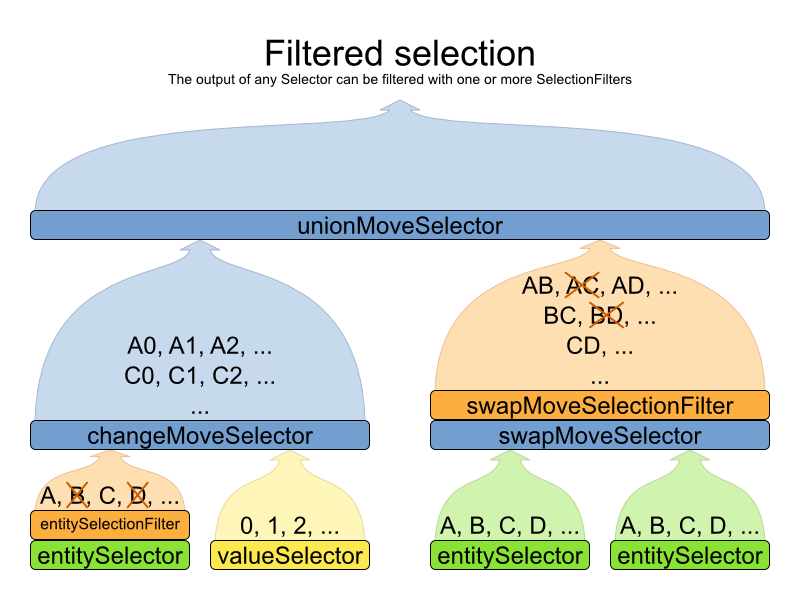 Filtered selection
The output of any Selector can be filtered with one or more SelectionFilters
unionMoveSelector
A0, A1, A2, ...
C0, C1, C2, ...
...
changeMoveSelector
A, B, C, D, ...
entitySelectionFilter
entitySelector
0, 1, 2, ...
valueSelector
AB, AC, AD, ...
BC, BD, ...
CD, ...
...
swapMoveSelectionFilter
swapMoveSelector
A, B, C, D, ...
entitySelector
A, B, C, D, ...
entitySelector